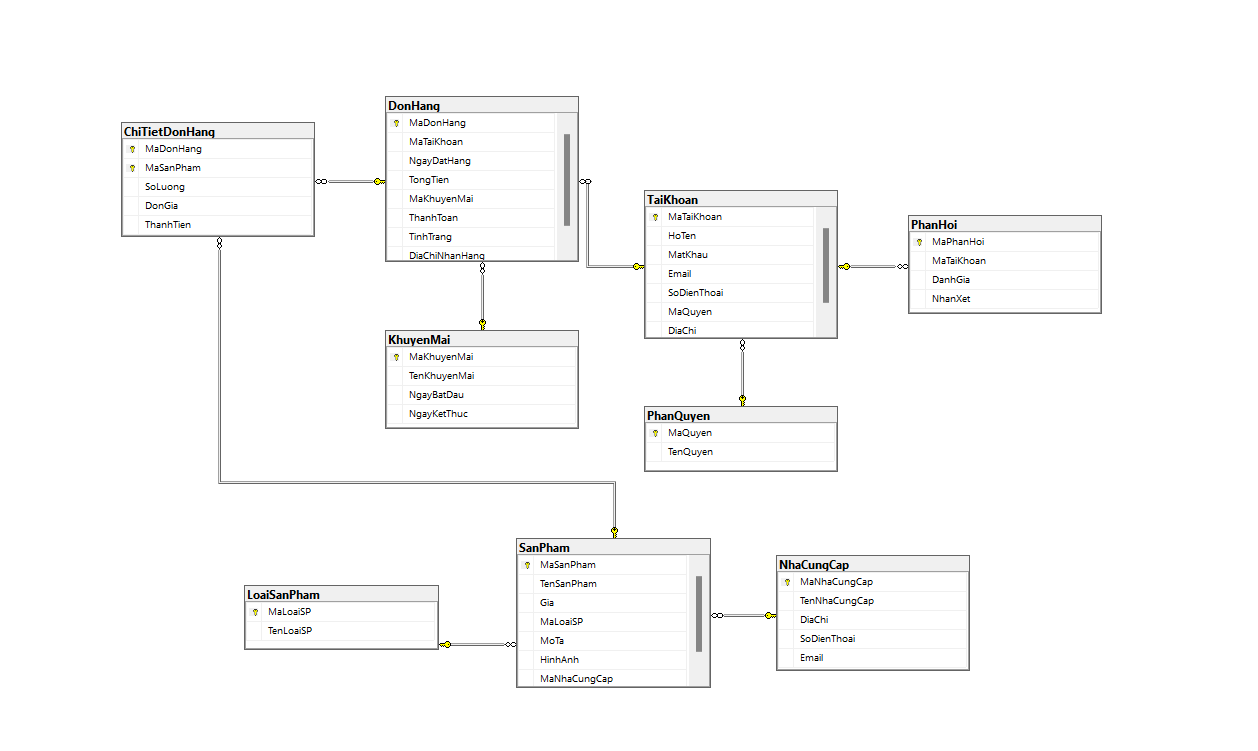 DonHang
MaDonHang
MaTaiKhoan
NgayDatHang
TongTien
MaKhuyenMai
ThanhToan
TinhTrang
DiaChiNhanHang
ChiTietDonHang
MaDonHang
MaSanPham
SoLuong
DonGia
ThanhTien
TaiKhoan
MaTaiKhoan
HoTen
MatKhau
Email
SoDienThoai
MaQuyen
DiaChi
PhanHoi
MaPhanHoi
MaTaiKhoan
DanhGia
NhanXet
KhuyenMai
MaKhuyenMai
TenKhuyenMai
NgayBatDau
NgayKetThuc
PhanQuyen
MaQuyen
TenQuyen
SanPham
MaSanPham
TenSanPham
Gia
MaLoaiSP
MoTa
HinhAnh
MaNhaCungCap
NhaCungCap
MaNhaCungCap
TenNhaCungCap
DiaChi
SoDienThoai
Email
LoaiSanPham
MaLoaiSP
TenLoaiSP